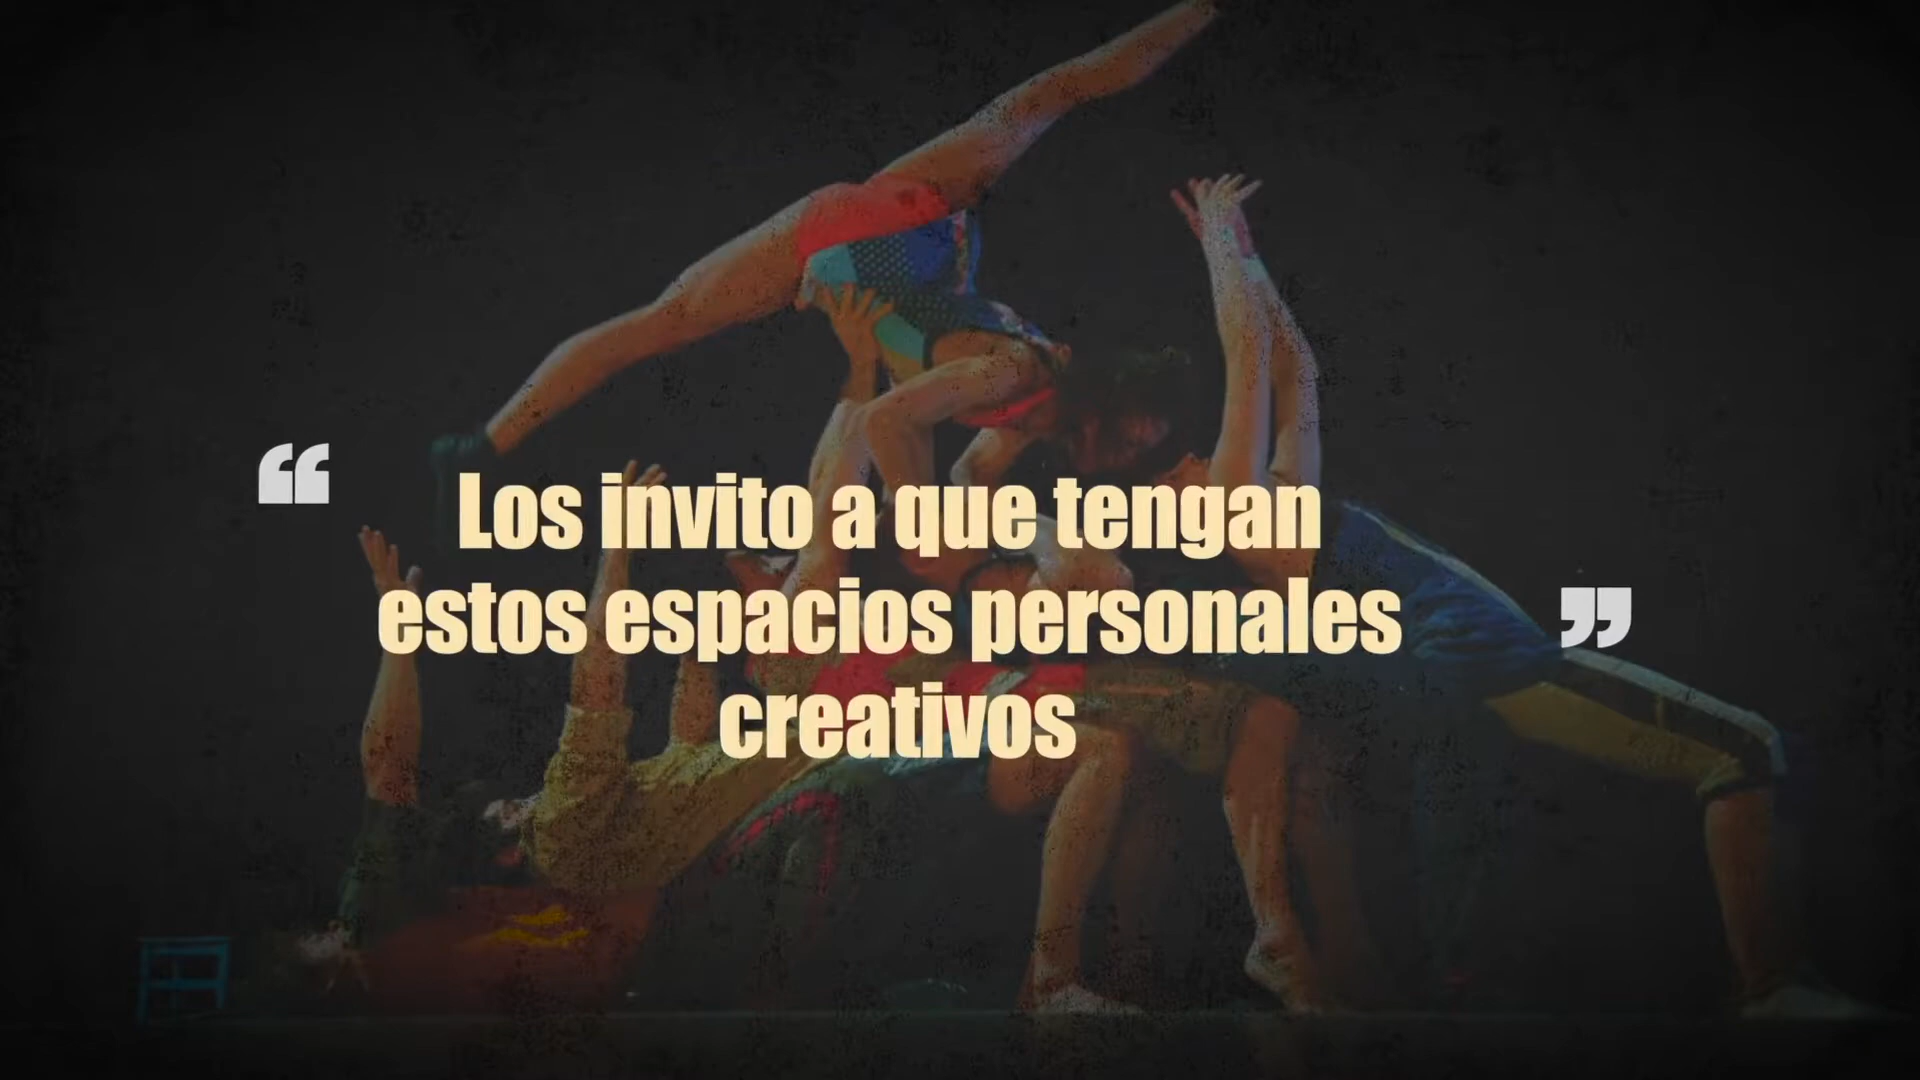 “Los invito a que tengan
estos espacios personales
creativos”